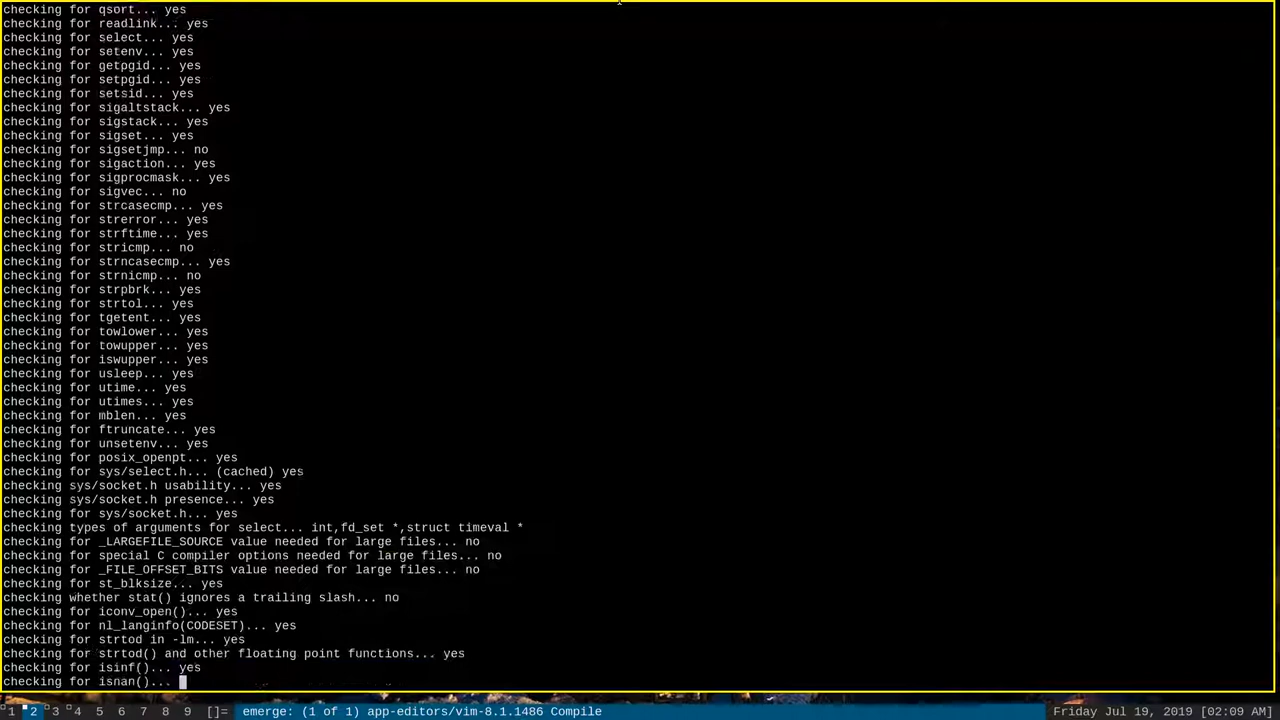 checking for qsort... yes
checking for readlink... yes
checking for select... yes
checking for setenv... yes
checking for getpgid... yes
checking for setpgid... yes
checking for setsid... yes
checking for sigaltstack... yes
checking for sigstack... yes
checking for sigset... yes
checking for sigsetjmp... no
checking for sigaction... yes
checking for sigprocmask... yes
checking for sigvec... no
checking for strcasecmp... yes
checking for strerror... yes
checking for strftime... yes
checking for stricmp... no
checking for strncasecmp... yes
checking for strnicmp... no
checking for strpbrk... yes
checking for strtol... yes
checking for tgetent... yes
checking for towlower... yes
checking for towupper... yes
checking for iswupper... yes
checking for usleep... yes
checking for utime... yes
checking for utimes... yes
checking for mblen... yes
checking for ftruncate... yes
checking for unsetenv... yes
checking for posix_openpt... yes
checking for sys/select.h... (cached) yes
checking sys/socket.h usability... yes
checking sys/socket.h presence... yes
checking for sys/socket.h... yes
checking types of arguments for select... int,fd_set *,struct timeval *
checking for _LARGEFILE_SOURCE value needed for large files... no
checking for special C compiler options needed for large files... no
checking for _FILE_OFFSET_BITS value needed for large files... no
checking for st_blksize... yes
checking whether stat() ignores a trailing slash... no
checking for iconv_open()... yes
checking for nl_langinfo(CODESET)... yes
checking for strtod in -lm... yes
checking for strtod() and other floating point functions... yes
checking for isinf()... yes
checking for isnan()...
1 2 3 4 5 6 7 8 9 []= emerge: (1 of 1) app-editors/vim-8.1.1486 Compile Friday Jul 19, 2019 [02:09 AM]